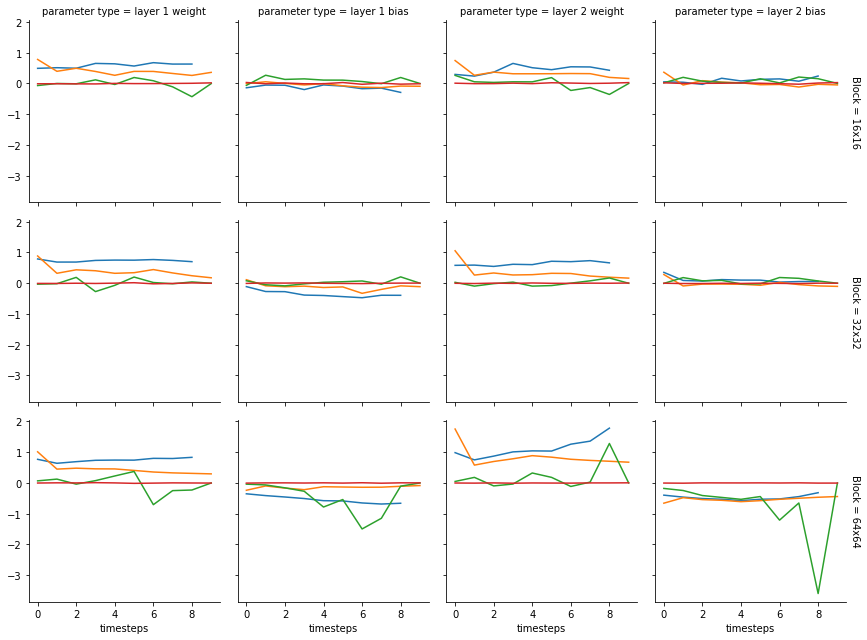 parameter type = layer 1 weight
parameter type = layer 1 bias
parameter type = layer 2 weight
parameter type = layer 2 bias
2
1
0
−1
−2
−3
Block = 16x16
2
1
0
−1
−2
−3
Block = 32x32
2
1
0
−1
−2
−3
Block = 64x64
0 2 4 6 8
0 2 4 6 8
0 2 4 6 8
0 2 4 6 8
timesteps
timesteps
timesteps
timesteps